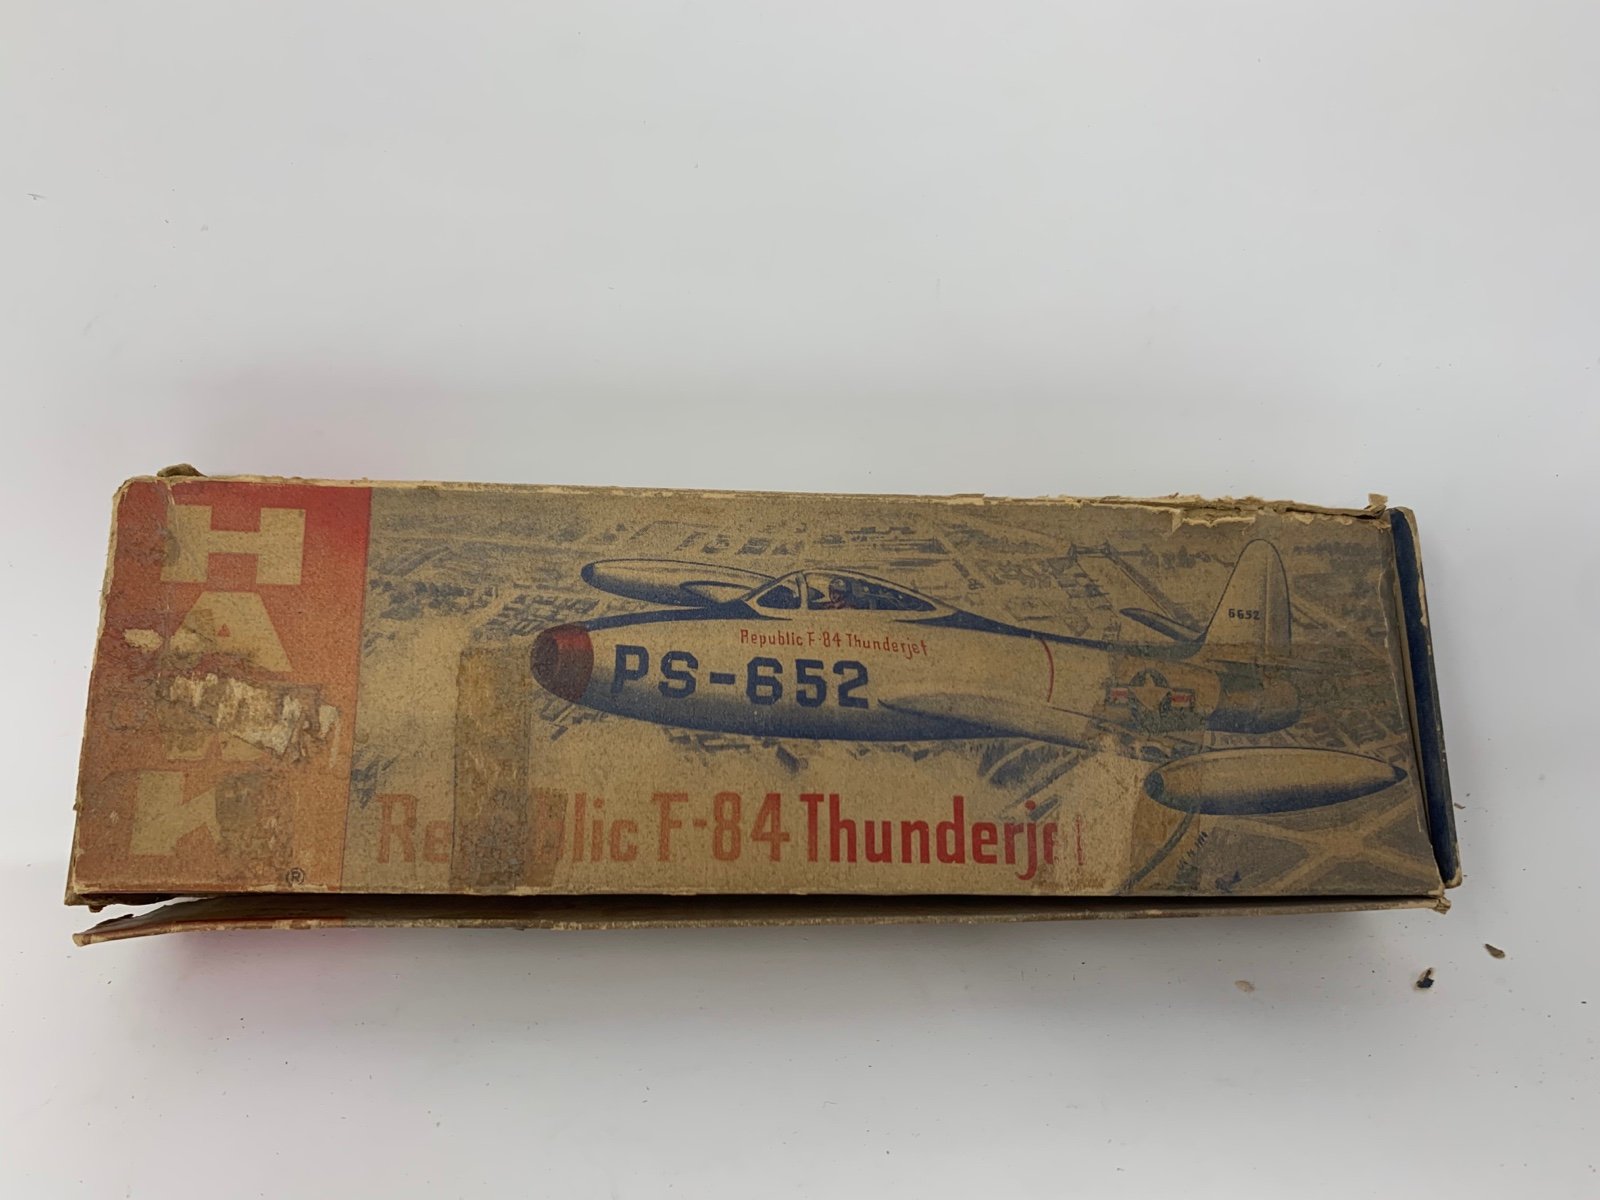 HAWK
®
6652
Republic F-84 Thunderjet
PS-652
Republic F-84 Thunderjet